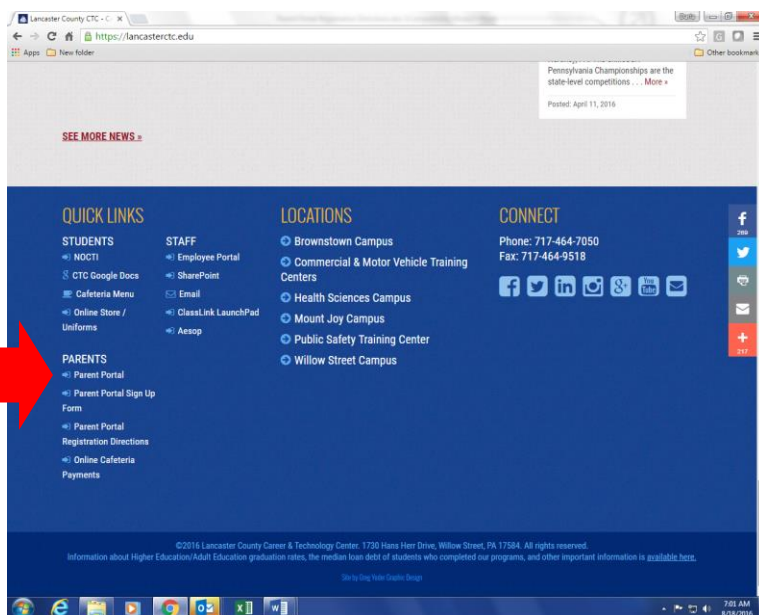 Lancaster County CTC - C
https://lancasterctc.edu
Apps New folder
Other bookmark
Pennsylvania Championships are the
state-level competitions . . . More »
Posted: April 11, 2016
SEE MORE NEWS »
QUICK LINKS
STUDENTS
NOCTI
CTC Google Docs
Cafeteria Menu
Online Store /
Uniforms
STAFF
Employee Portal
SharePoint
Email
ClassLink LaunchPad
Aesop
PARENTS
Parent Portal
Parent Portal Sign Up
Form
Parent Portal
Registration Directions
Online Cafeteria
Payments
LOCATIONS
Brownstown Campus
Commercial & Motor Vehicle Training
Centers
Health Sciences Campus
Mount Joy Campus
Public Safety Training Center
Willow Street Campus
CONNECT
Phone: 717-464-7050
Fax: 717-464-9518
You
Tube
269
217
©2016 Lancaster County Career & Technology Center. 1730 Hans Herr Drive, Willow Street, PA 17584. All rights reserved.
Information about Higher Education/Adult Education graduation rates, the median loan debt of students who completed our programs, and other important information is available here.
7:01 AM
8/18/2016